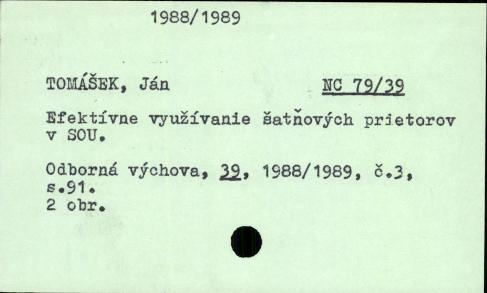 1988/1989
TOMÁŠEK, Ján NC 79/39
Efektívne využívanie šatňových prietorov
v SOU.
Odborná výchova, 39, 1988/1989, č.3,
s.91.
2 obr.